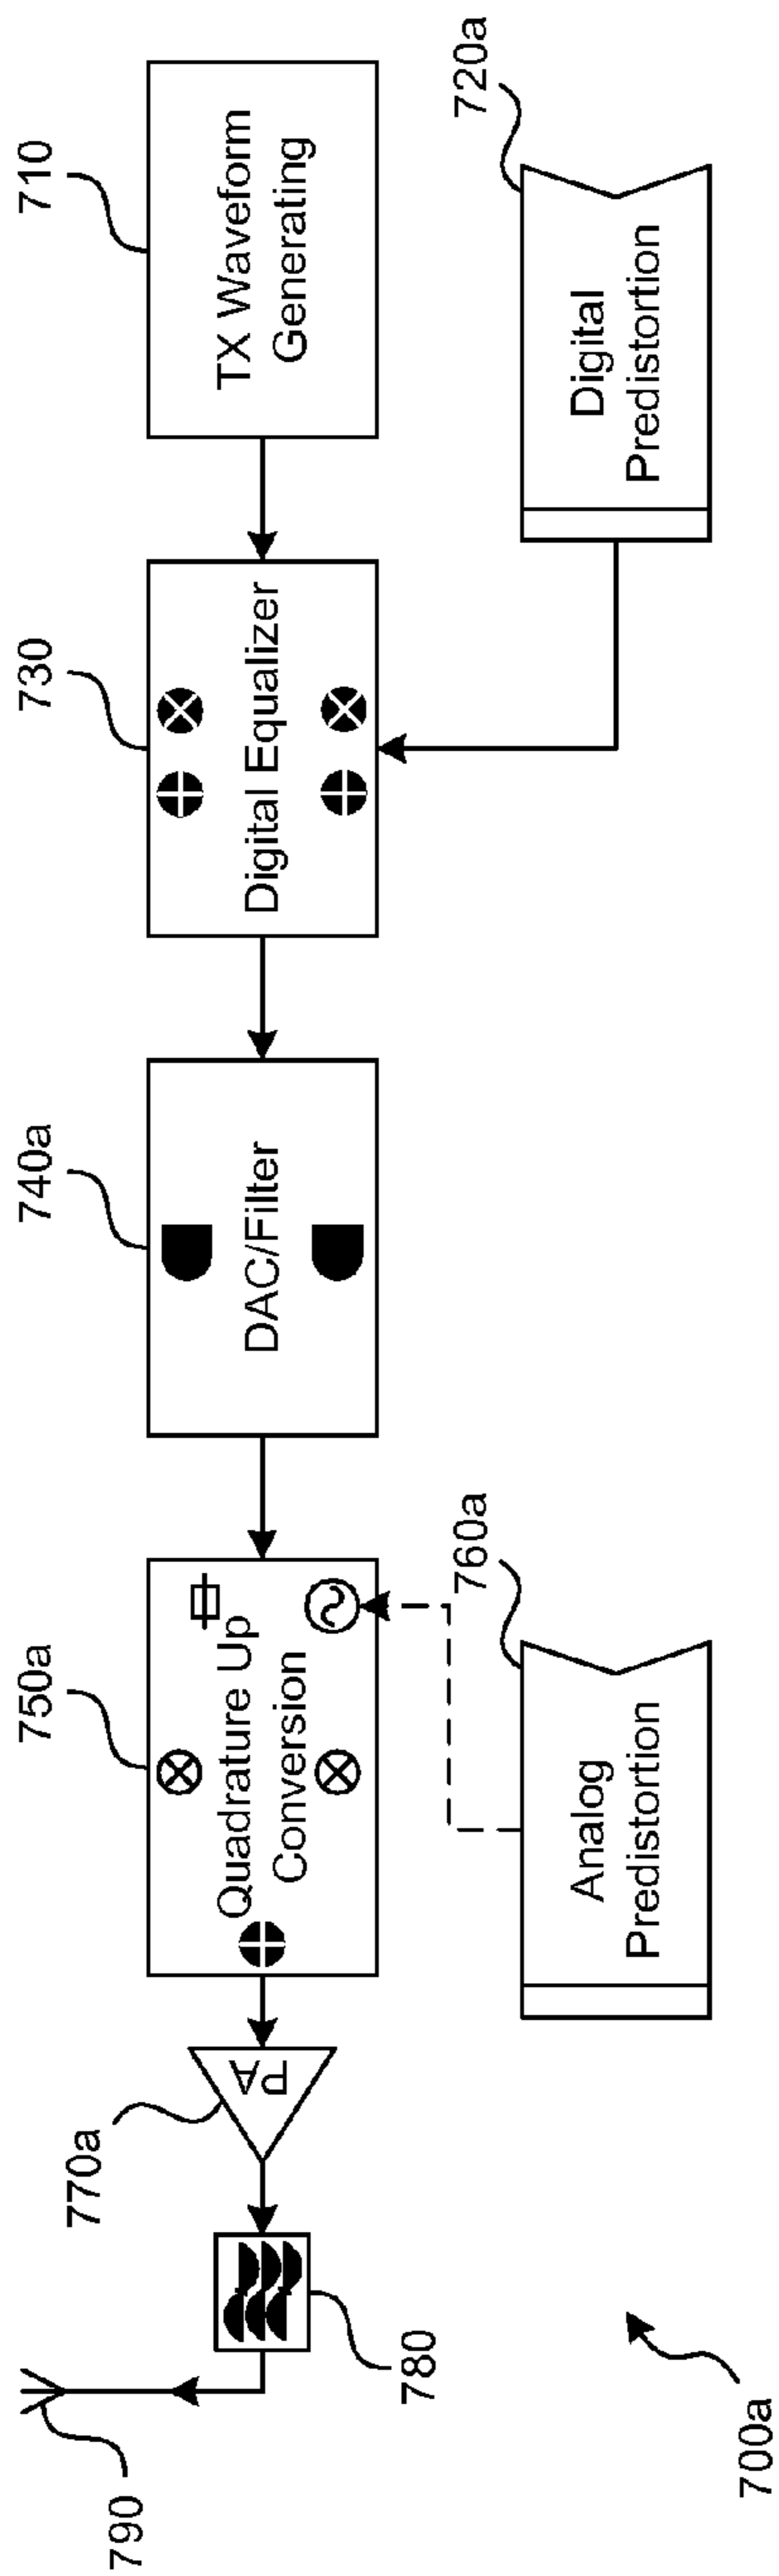 710
TX Waveform
Generating
720a
Digital
Predistortion
730
Digital Equalizer
740a
DAC/Filter
750a
Quadrature Up
Conversion
760a
Analog
Predistortion
770a
PA
780
790
700a